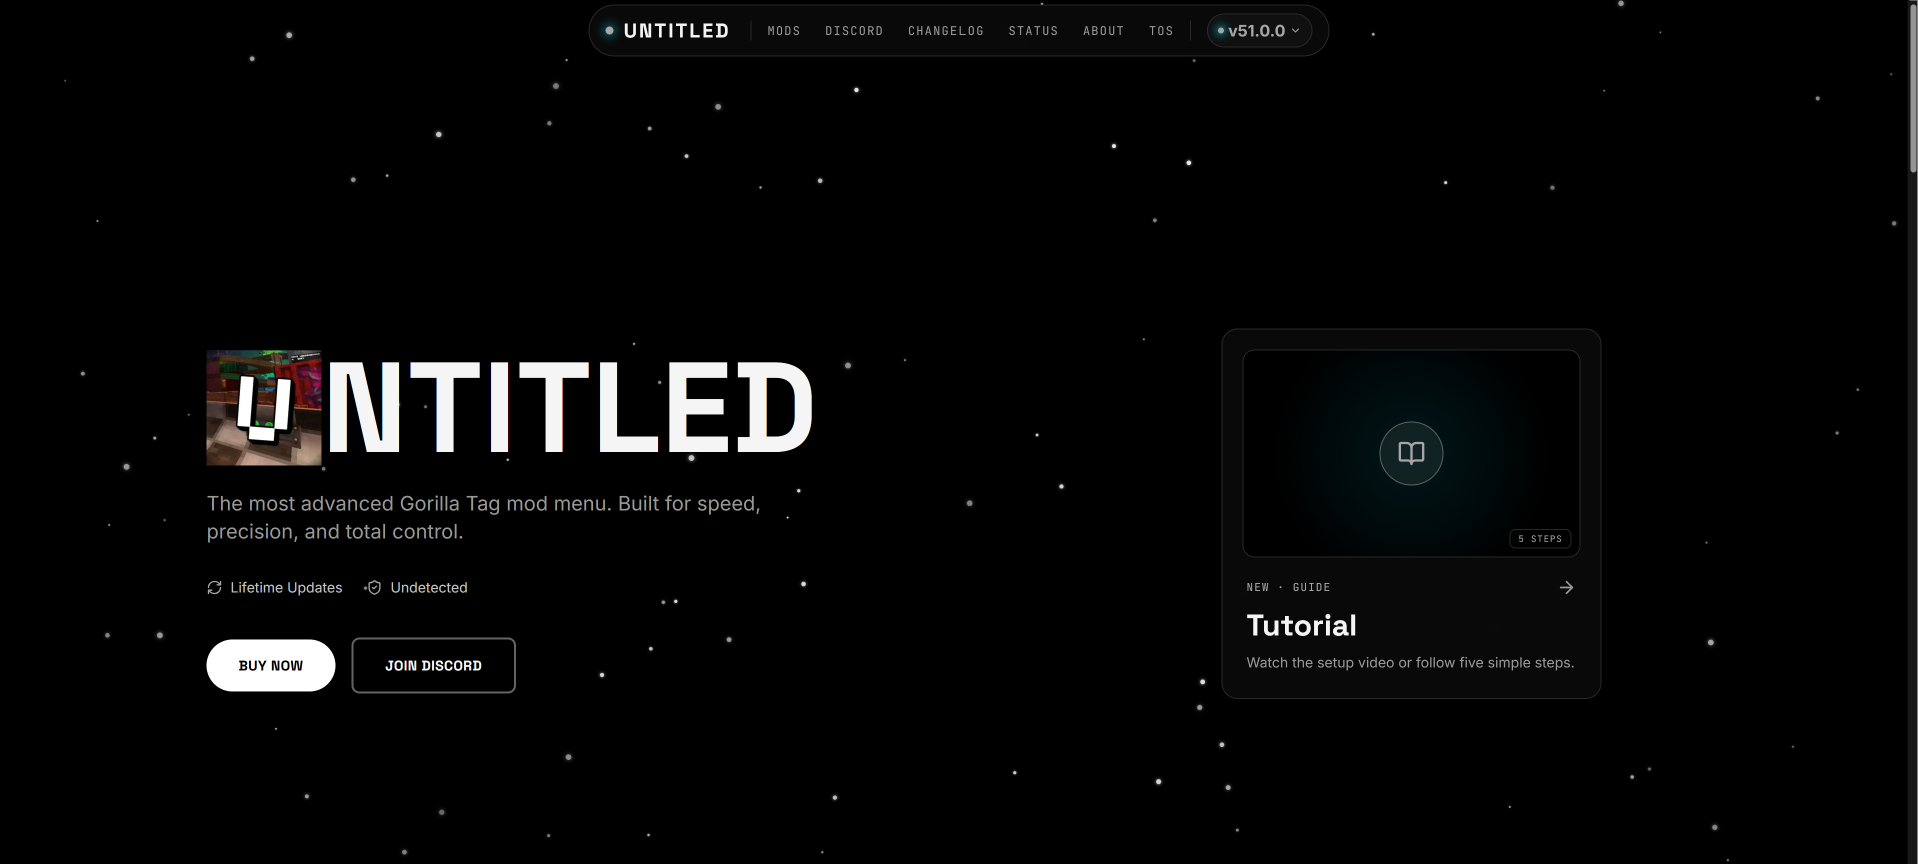 UNTITLED
MODS
DISCORD
CHANGELOG
STATUS
ABOUT
TOS
v51.0.0
UNTITLED
The most advanced Gorilla Tag mod menu. Built for speed,
precision, and total control.
Lifetime Updates
Undetected
BUY NOW
JOIN DISCORD
5 STEPS
NEW · GUIDE
Tutorial
Watch the setup video or follow five simple steps.